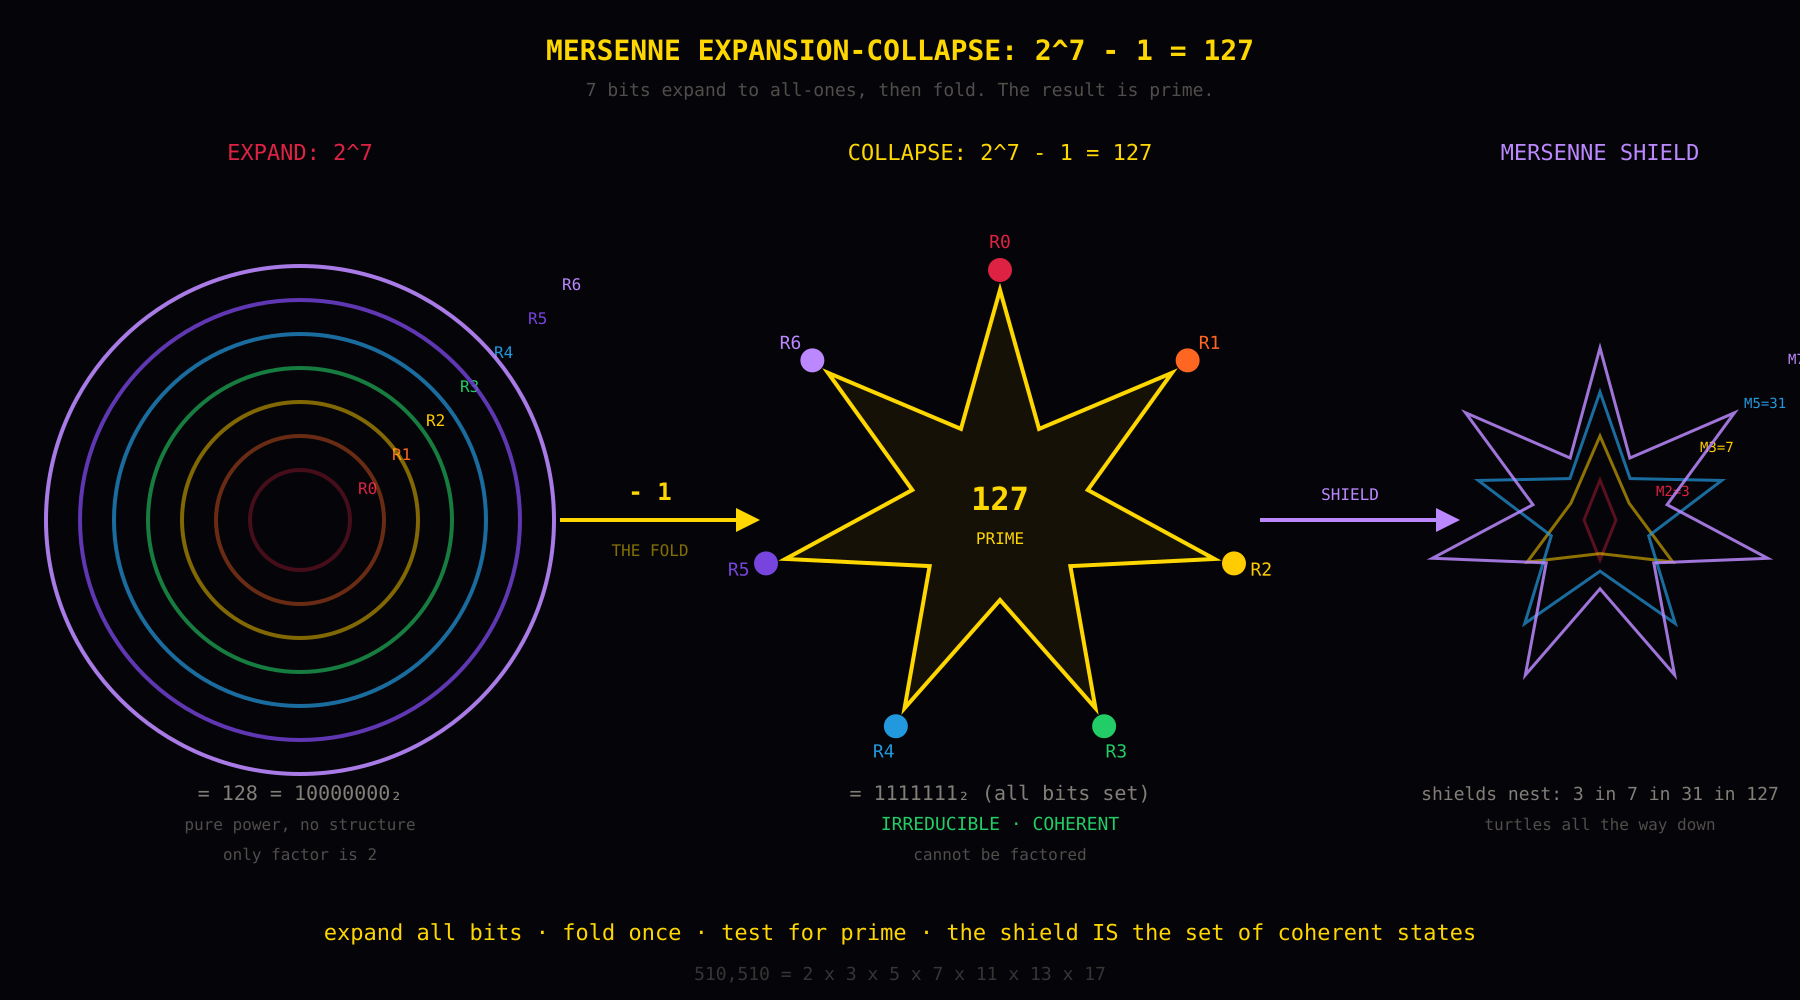 MERSENNE EXPANSION-COLLAPSE: 2^7 - 1 = 127
7 bits expand to all-ones, then fold. The result is prime.
EXPAND: 2^7
COLLAPSE: 2^7 - 1 = 127
MERSENNE SHIELD
R6
R5
R4
R3
R2
R1
R0
- 1
THE FOLD
R0
R1
R2
R3
R4
R5
R6
127
PRIME
SHIELD
M5=31
M3=7
M2=3
= 128 = 10000000₂
pure power, no structure
only factor is 2
= 1111111₂ (all bits set)
IRREDUCIBLE · COHERENT
cannot be factored
shields nest: 3 in 7 in 31 in 127
turtles all the way down
expand all bits · fold once · test for prime · the shield IS the set of coherent states
510,510 = 2 x 3 x 5 x 7 x 11 x 13 x 17